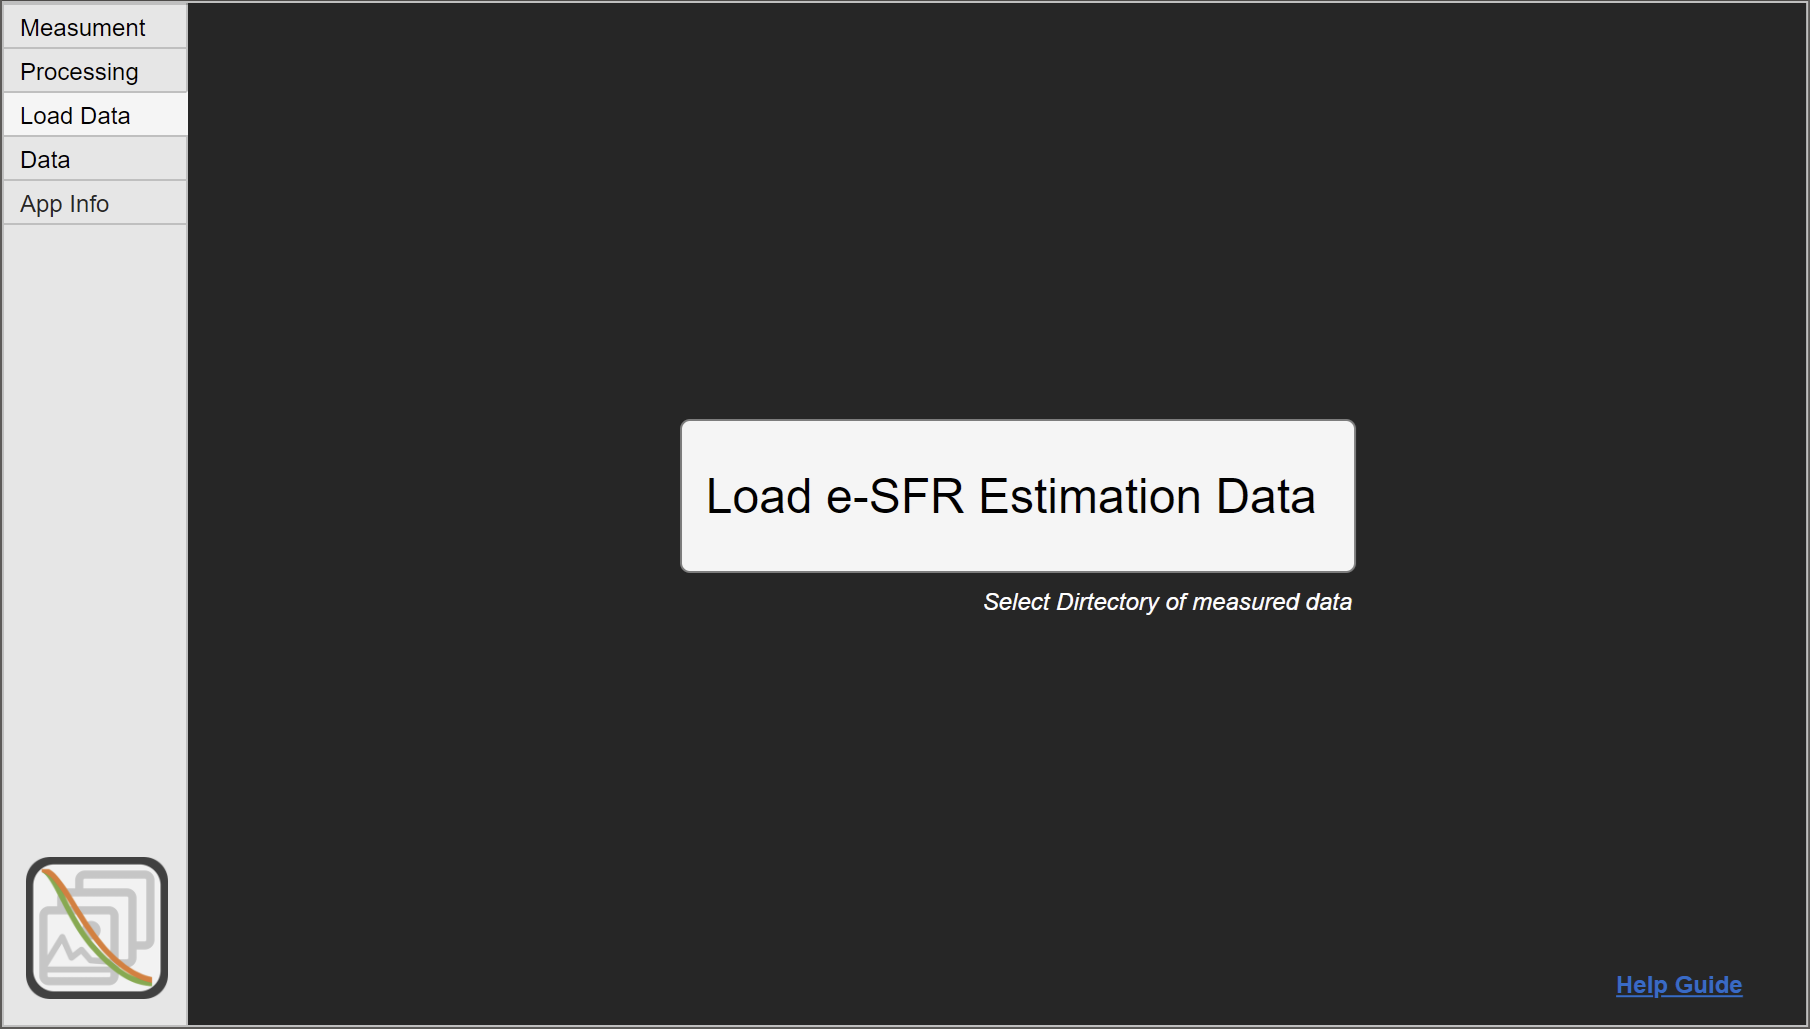 Measument
Processing
Load Data
Data
App Info
Load e-SFR Estimation Data
Select Dirtectory of measured data
Help Guide